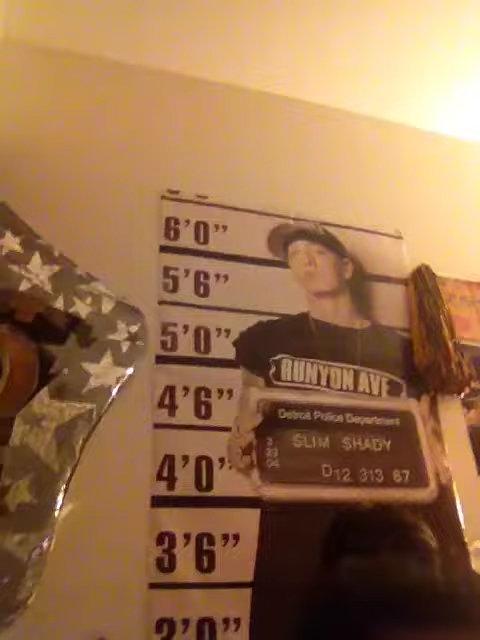 6'0"
5'6"
5'0"
4'6"
4'0"
3'6"
3'0"
RUNYON AVE
Detroit Police Department
SLIM SHADY
D12 313 67